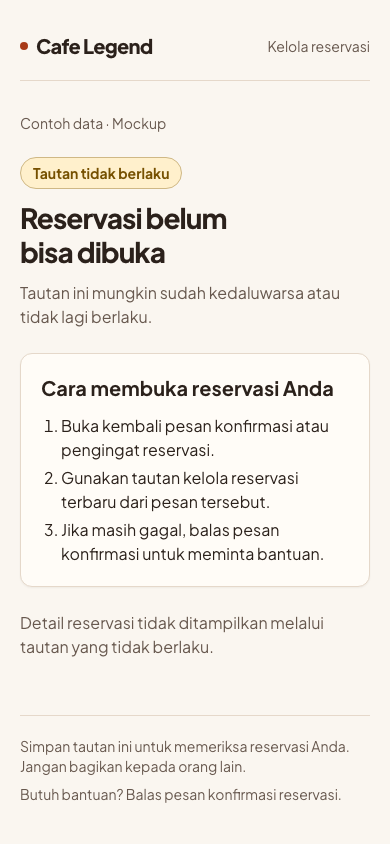 Cafe Legend
Kelola reservasi
Contoh data · Mockup
Tautan tidak berlaku
Reservasi belum
bisa dibuka
Tautan ini mungkin sudah kedaluwarsa atau
tidak lagi berlaku.
Cara membuka reservasi Anda
1. Buka kembali pesan konfirmasi atau
pengingat reservasi.
2. Gunakan tautan kelola reservasi
terbaru dari pesan tersebut.
3. Jika masih gagal, balas pesan
konfirmasi untuk meminta bantuan.
Detail reservasi tidak ditampilkan melalui
tautan yang tidak berlaku.
Simpan tautan ini untuk memeriksa reservasi Anda.
Jangan bagikan kepada orang lain.
Butuh bantuan? Balas pesan konfirmasi reservasi.